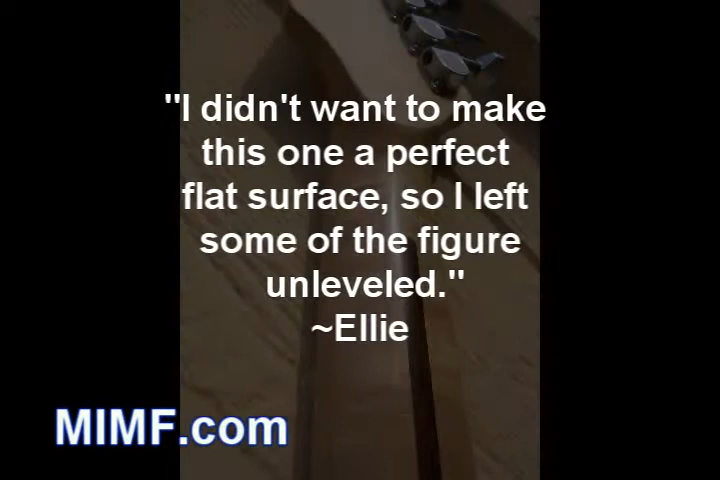 "I didn't want to make
this one a perfect
flat surface, so I left
some of the figure
unleveled."
~Ellie
MIMF.com